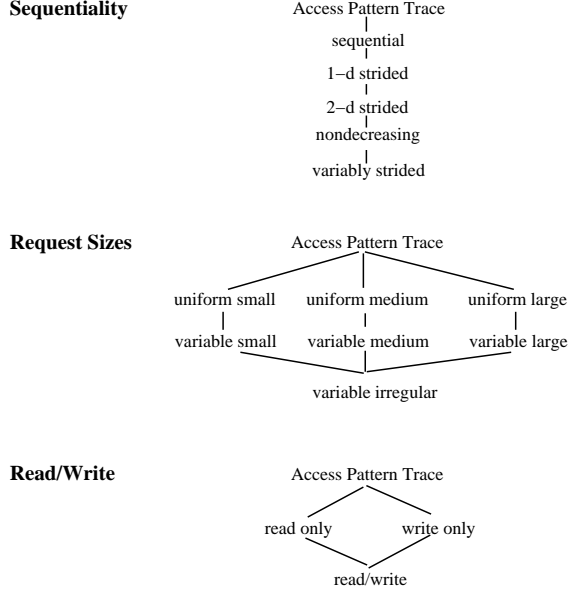 Sequentiality Access Pattern Trace
sequential
1−d strided
2−d strided
nondecreasing
variably strided
Request Sizes Access Pattern Trace
uniform small uniform medium uniform large
variable small variable medium variable large
variable irregular
Read/Write Access Pattern Trace
read only write only
read/write